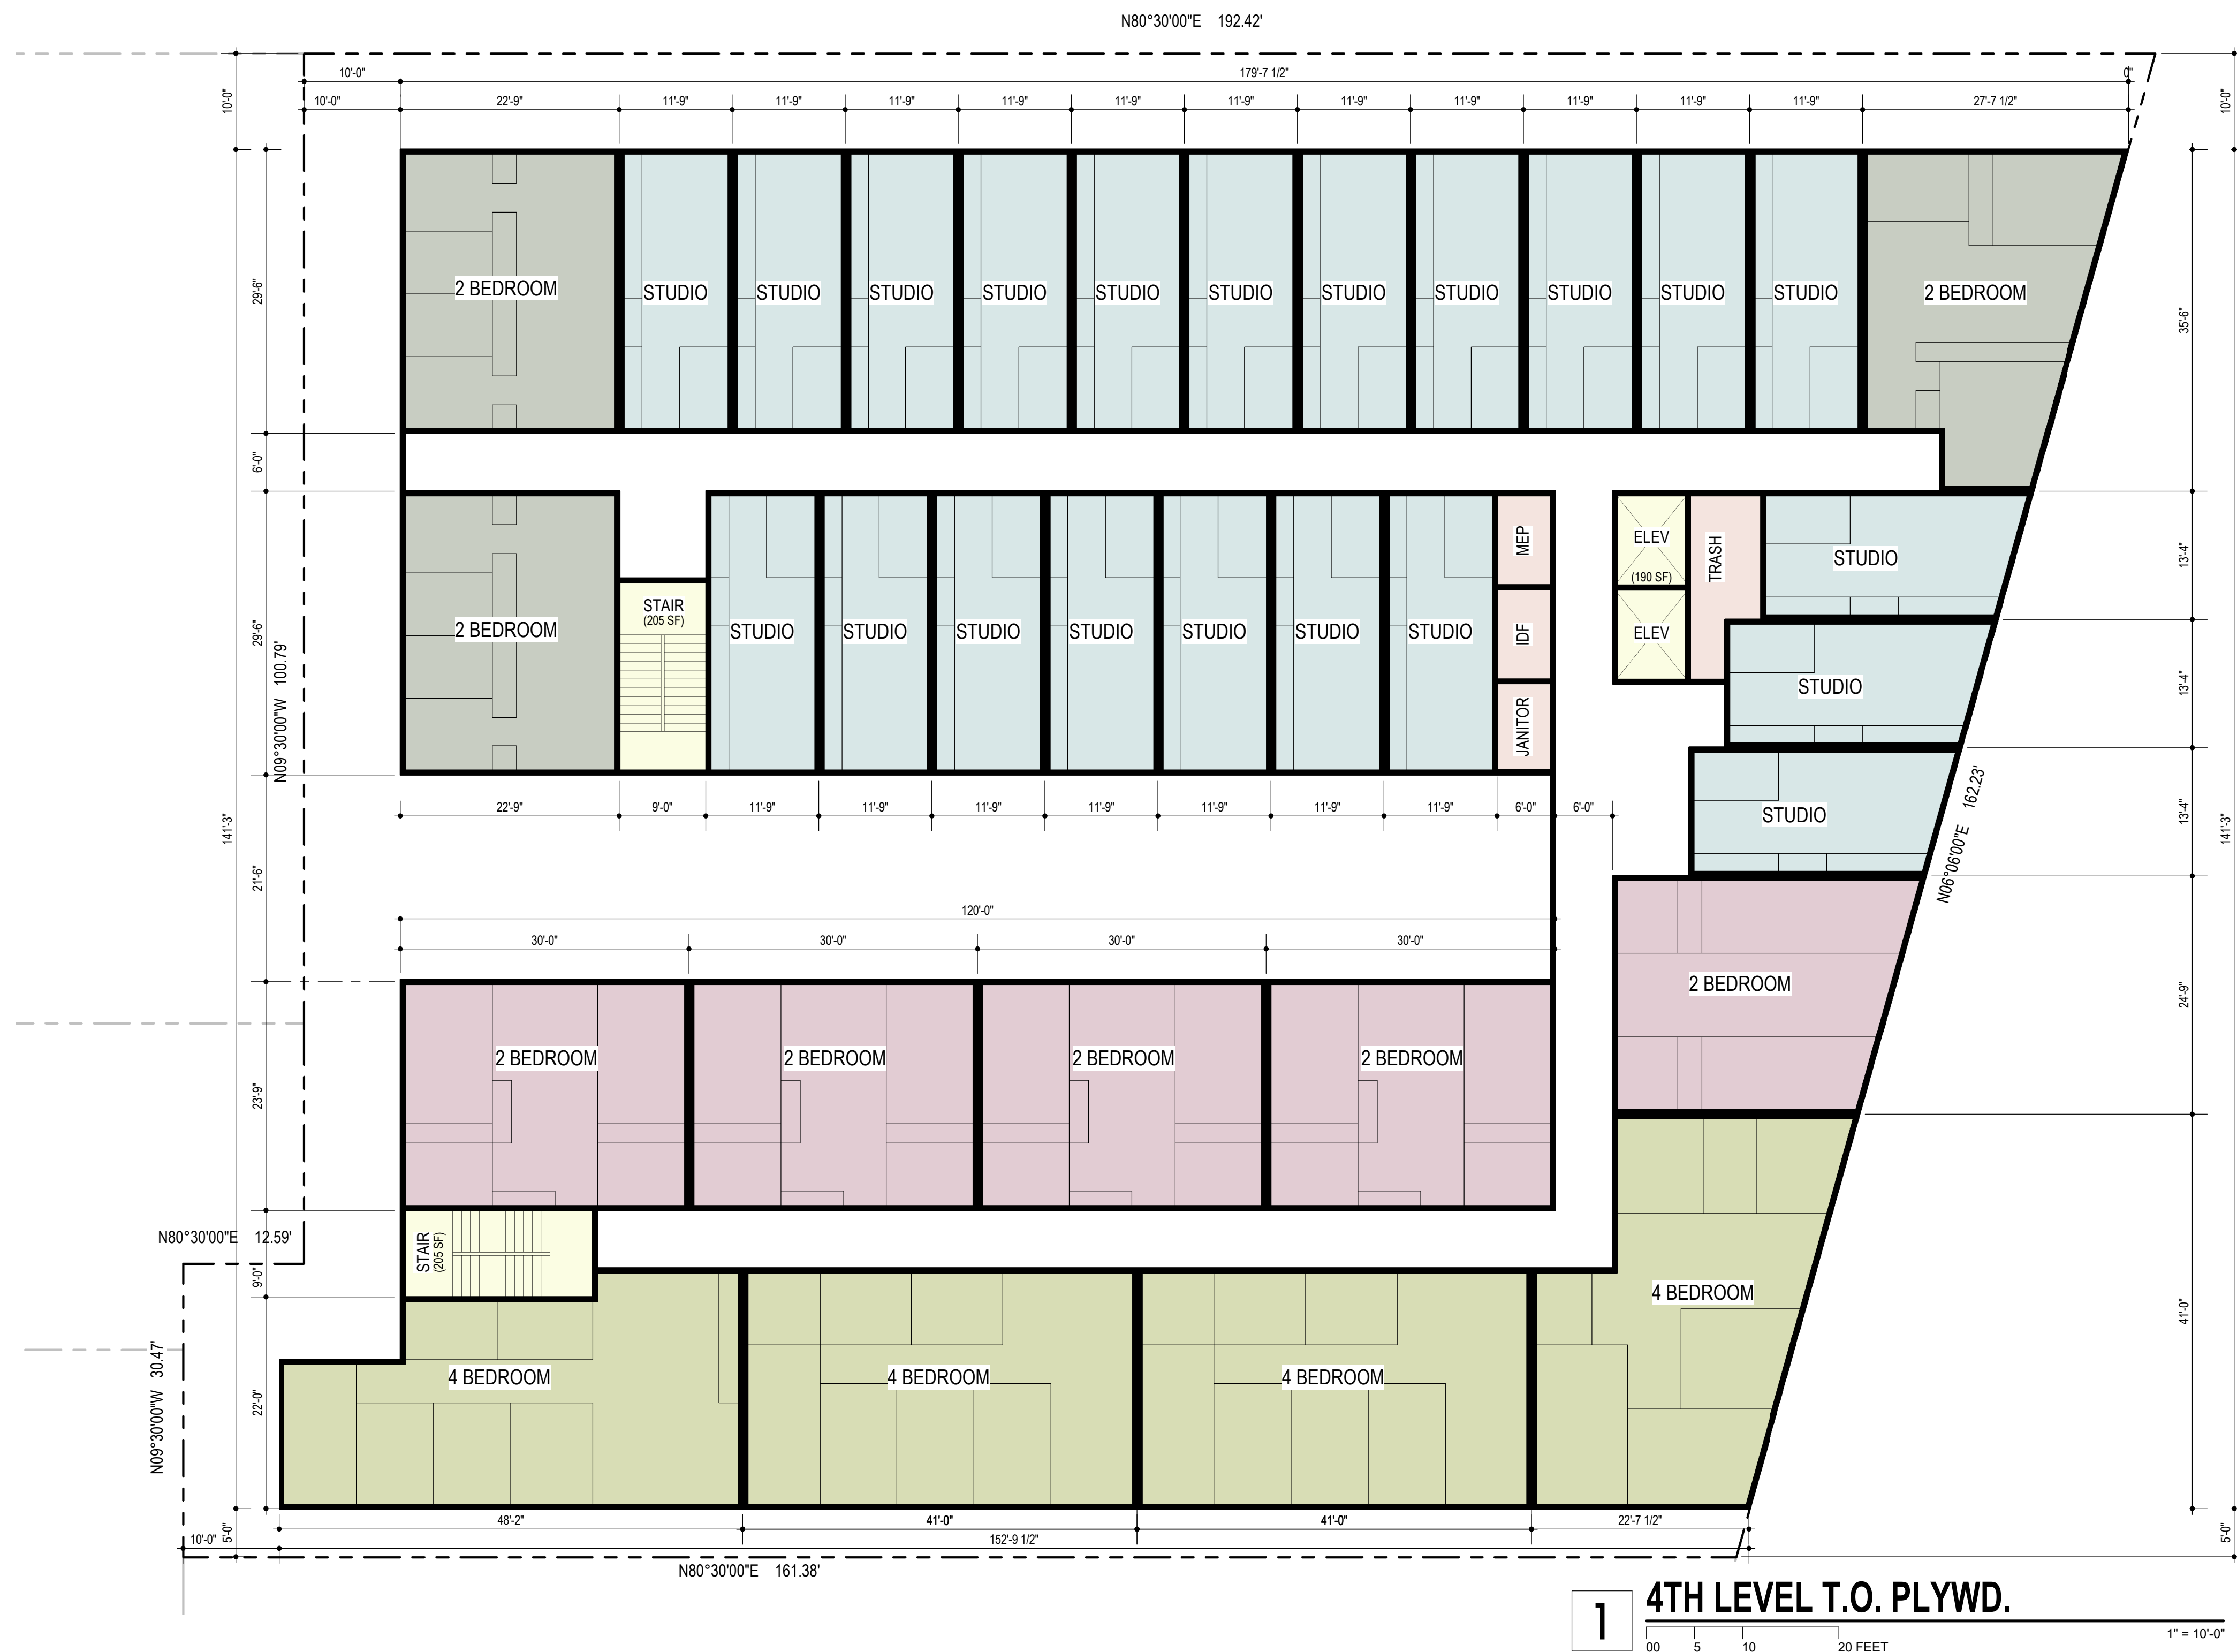 N80°30'00"E 192.42'
10'-0" 179'-7 1/2" 0"
10'-0" 22'-9" 11'-9" 11'-9" 11'-9" 11'-9" 11'-9" 11'-9" 11'-9" 11'-9" 11'-9" 11'-9" 11'-9" 27'-7 1/2"
10'-0"
10'-0"
29'-6"
2 BEDROOM STUDIO STUDIO STUDIO STUDIO STUDIO STUDIO STUDIO STUDIO STUDIO STUDIO STUDIO 2 BEDROOM
35'-6"
6'-0"
29'-6"
N09°30'00"W 100.79'
2 BEDROOM
STAIR
(205 SF)
STUDIO STUDIO STUDIO STUDIO STUDIO STUDIO STUDIO
MEP
IDF
JANITOR
ELEV
(190 SF)
ELEV
TRASH
STUDIO
13'-4"
STUDIO
13'-4"
STUDIO
13'-4"
N06°06'00"E 162.23'
141'-3"
141'-3"
22'-9" 9'-0" 11'-9" 11'-9" 11'-9" 11'-9" 11'-9" 11'-9" 11'-9" 6'-0" 6'-0"
21'-6"
120'-0"
30'-0" 30'-0" 30'-0" 30'-0"
2 BEDROOM
24'-9"
23'-9"
2 BEDROOM 2 BEDROOM 2 BEDROOM 2 BEDROOM
N80°30'00"E 12.59'
9'-0"
STAIR
(205 SF)
4 BEDROOM
41'-0"
N09°30'00"W 30.47'
22'-0"
4 BEDROOM 4 BEDROOM 4 BEDROOM
48'-2" 41'-0" 41'-0" 22'-7 1/2"
10'-0" 5'-0" 152'-9 1/2" 5'-0"
N80°30'00"E 161.38'
1 4TH LEVEL T.O. PLYWD.
1" = 10'-0"
00 5 10 20 FEET